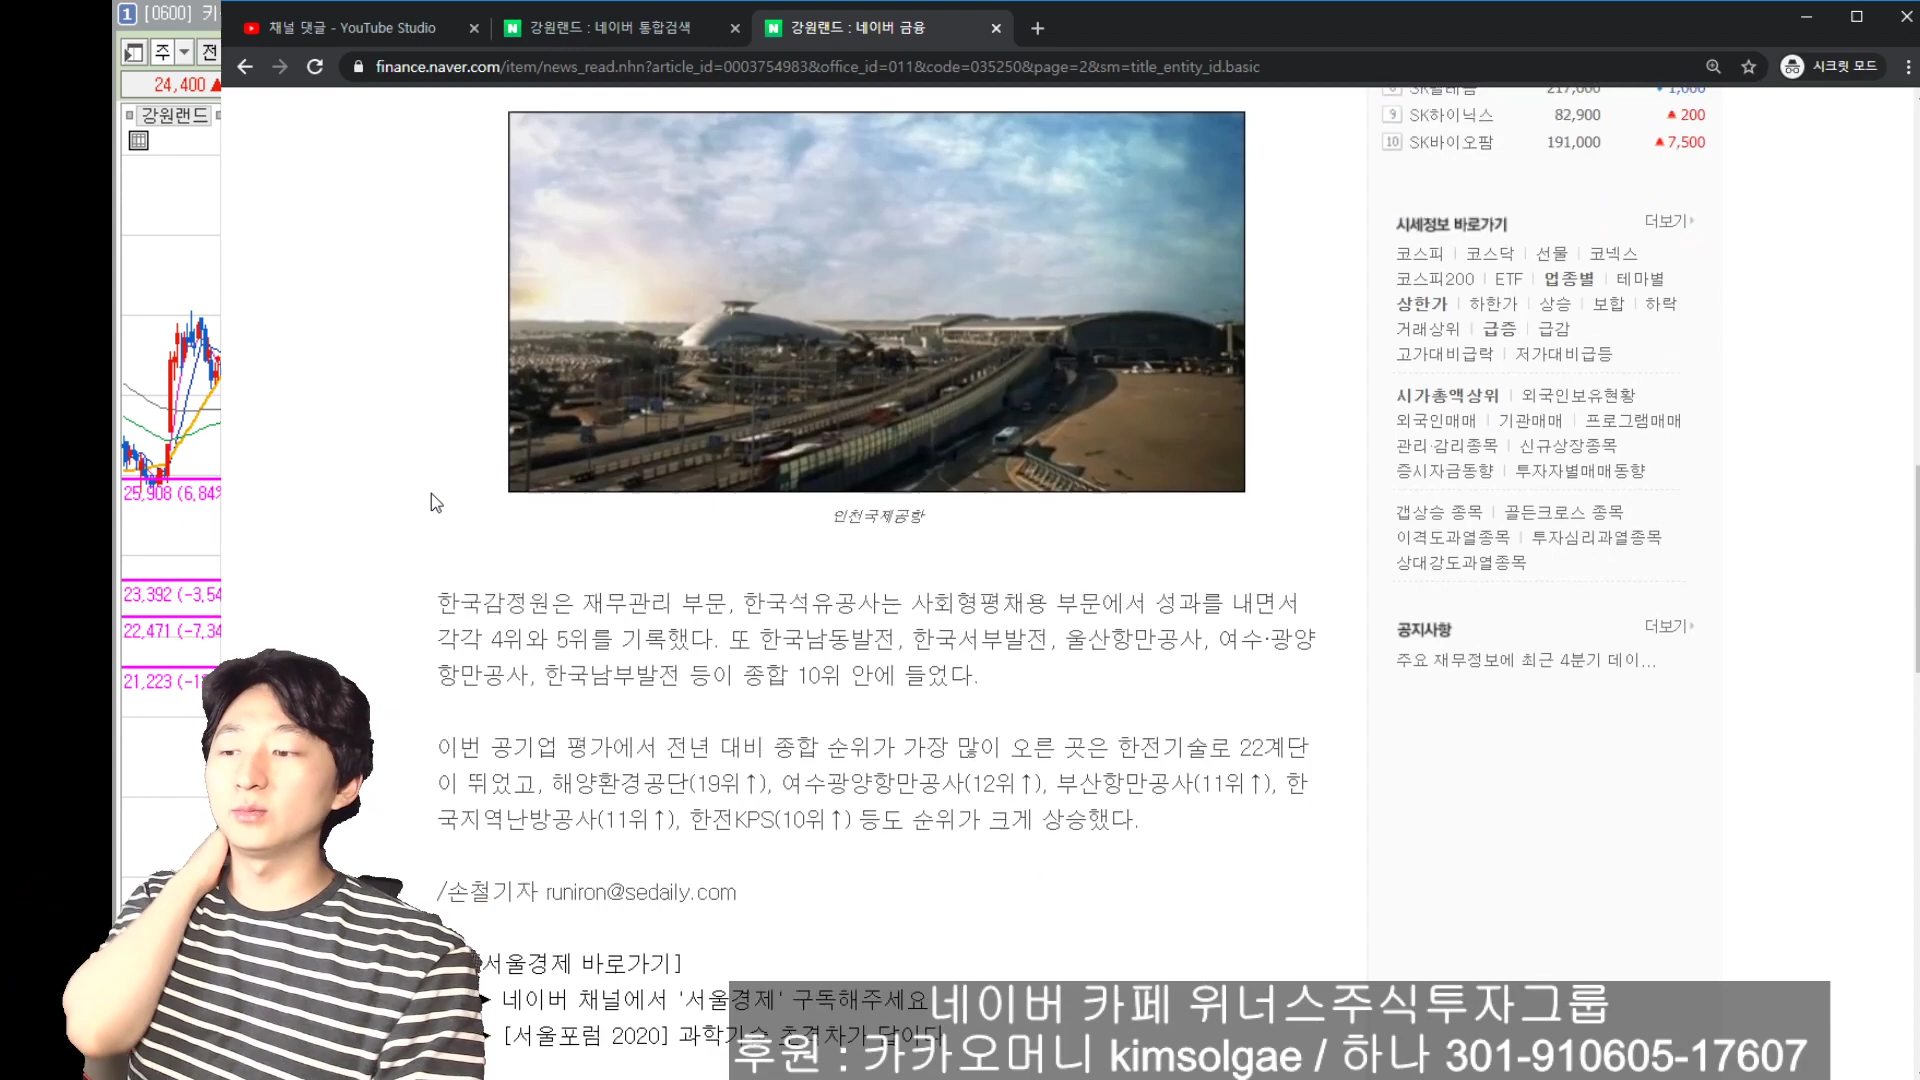 1 [0600] 키
주 전
24,400 ▲
강원랜드
25,908 (6,84%
23,392 (-3,54
22,471 (-7,34
21,223 (-1
채널 댓글 - YouTube Studio
강원랜드 : 네이버 통합검색
강원랜드 : 네이버 금융
finance.naver.com/item/news_read.nhn?article_id=0003754983&office_id=011&code=035250&page=2&sm=title_entity_id.basic
시크릿 모드
인천국제공항
한국감정원은 재무관리 부문, 한국석유공사는 사회형평채용 부문에서 성과를 내면서
각각 4위와 5위를 기록했다. 또 한국남동발전, 한국서부발전, 울산항만공사, 여수·광양
항만공사, 한국남부발전 등이 종합 10위 안에 들었다.
이번 공기업 평가에서 전년 대비 종합 순위가 가장 많이 오른 곳은 한전기술로 22계단
이 뛰었고, 해양환경공단(19위↑), 여수광양항만공사(12위↑), 부산항만공사(11위↑), 한
국지역난방공사(11위↑), 한전KPS(10위↑) 등도 순위가 크게 상승했다.
/손철기자 runiron@sedaily.com
서울경제 바로가기]
네이버 채널에서 '서울경제' 구독해주세요
[서울포럼 2020] 과학기술 초격차가 답이다
9 SK하이닉스 82,900 ▲200
10 SK바이오팜 191,000 ▲7,500
시세정보 바로가기 더보기
코스피 코스닥 선물 코넥스
코스피200 ETF 업종별 테마별
상한가 하한가 상승 보합 하락
거래상위 급증 급감
고가대비급락 저가대비급등
시가총액상위 외국인보유현황
외국인매매 기관매매 프로그램매매
관리·감리종목 신규상장종목
증시자금동향 투자자별매매동향
갭상승 종목 골든크로스 종목
이격도과열종목 투자심리과열종목
상대강도과열종목
공지사항 더보기
주요 재무정보에 최근 4분기 데이...
네이버 카페 위너스주식투자그룹
후원 : 카카오머니 kimsolgae / 하나 301-910605-17607